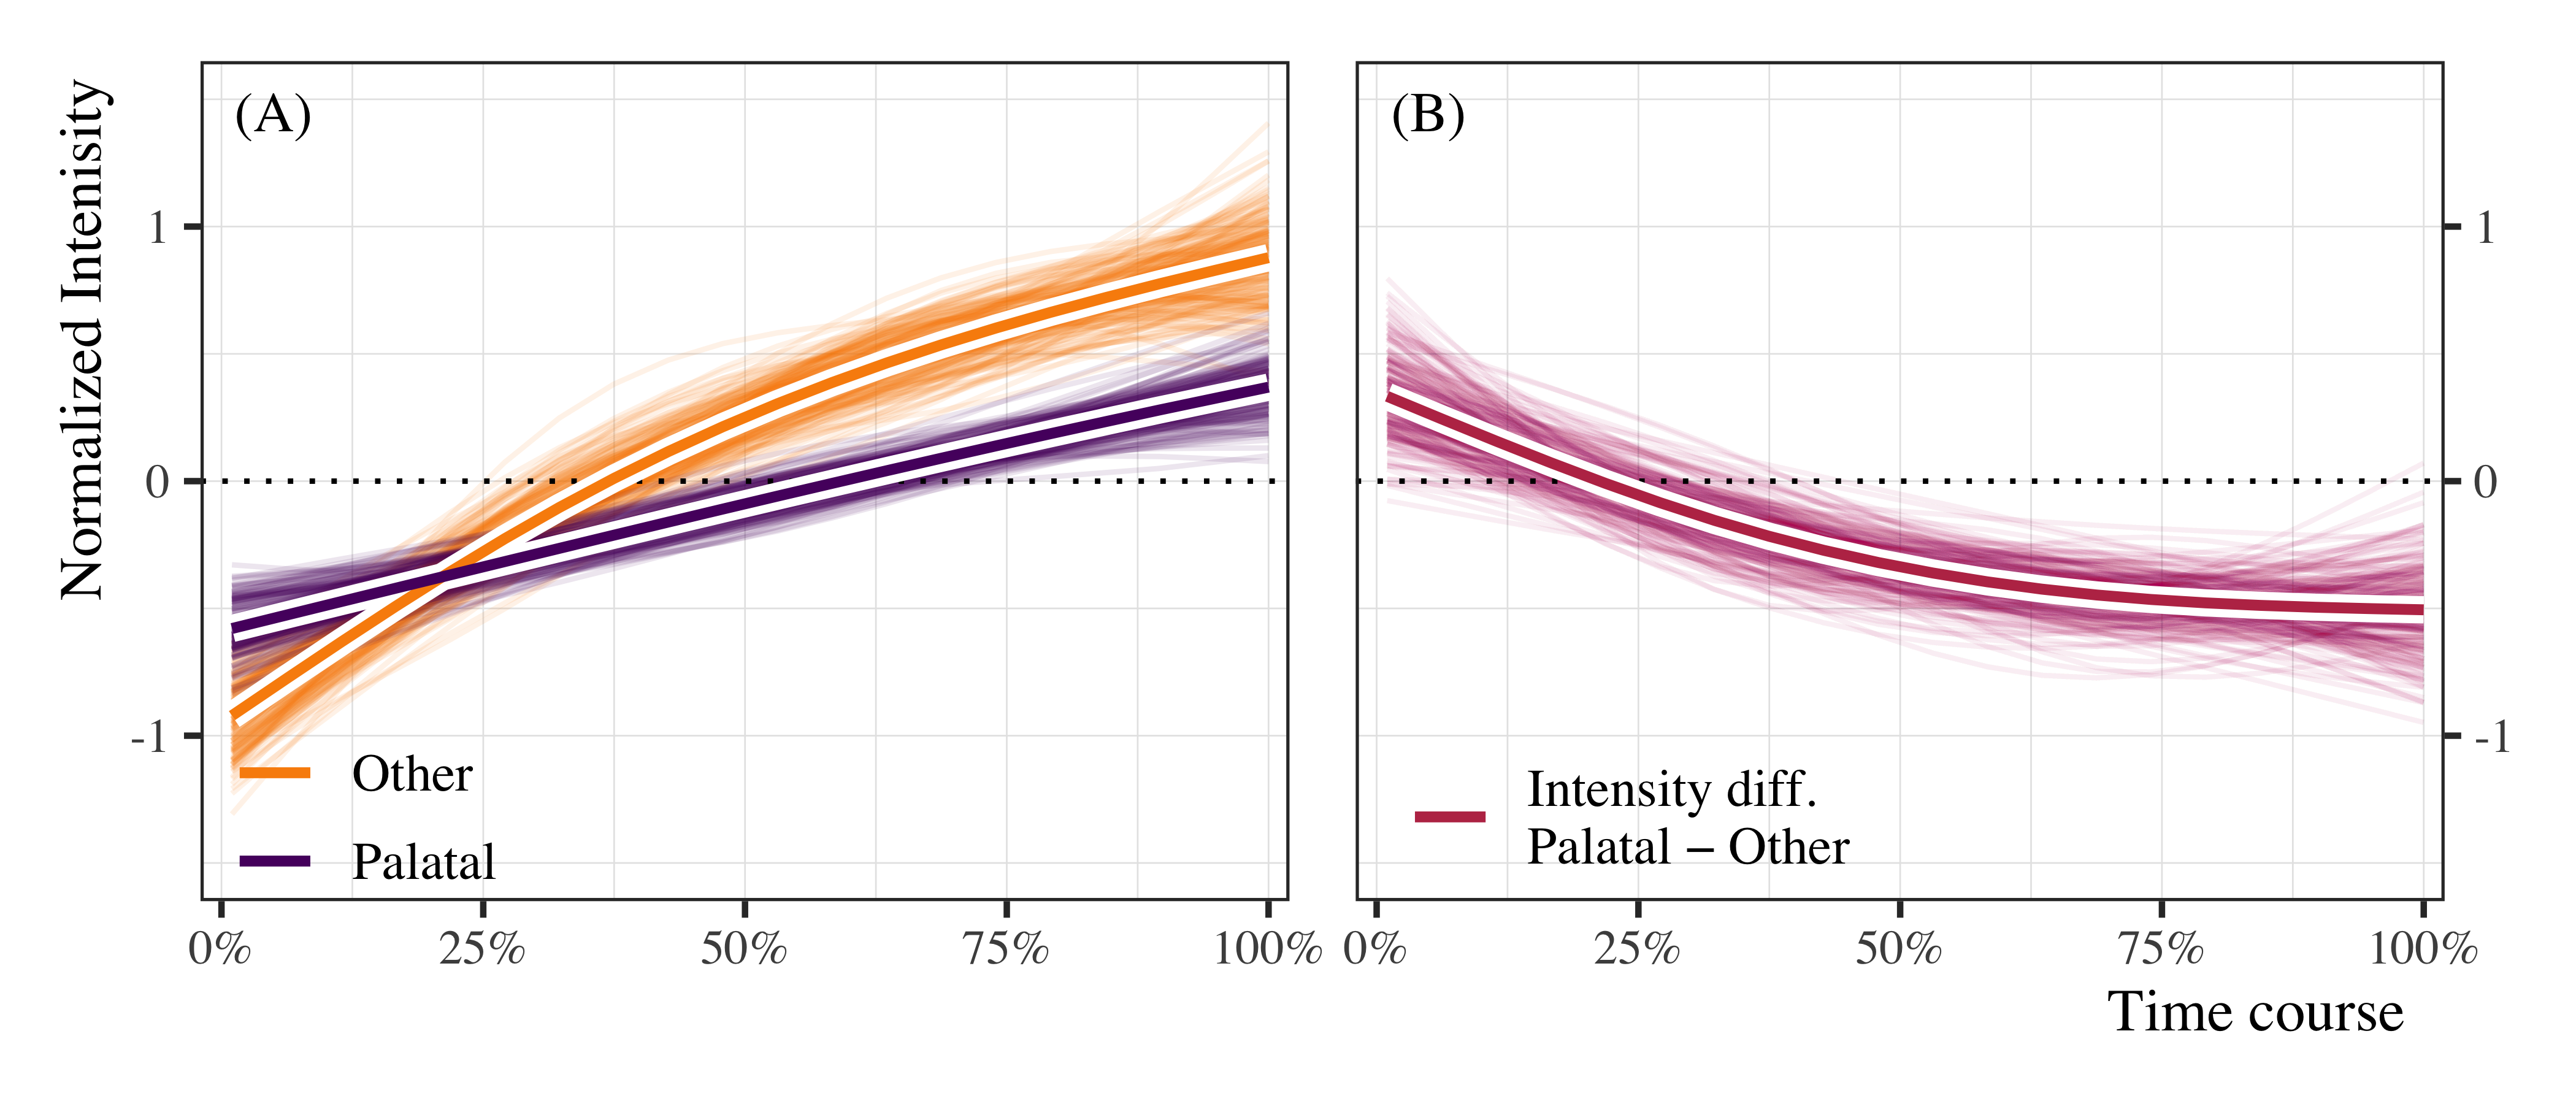 Normalized Intenisity
(A)
1
0
-1
Other
Palatal
0% 25% 50% 75% 100%
(B)
1
0
-1
Intensity diff.
Palatal − Other
0% 25% 50% 75% 100%
Time course